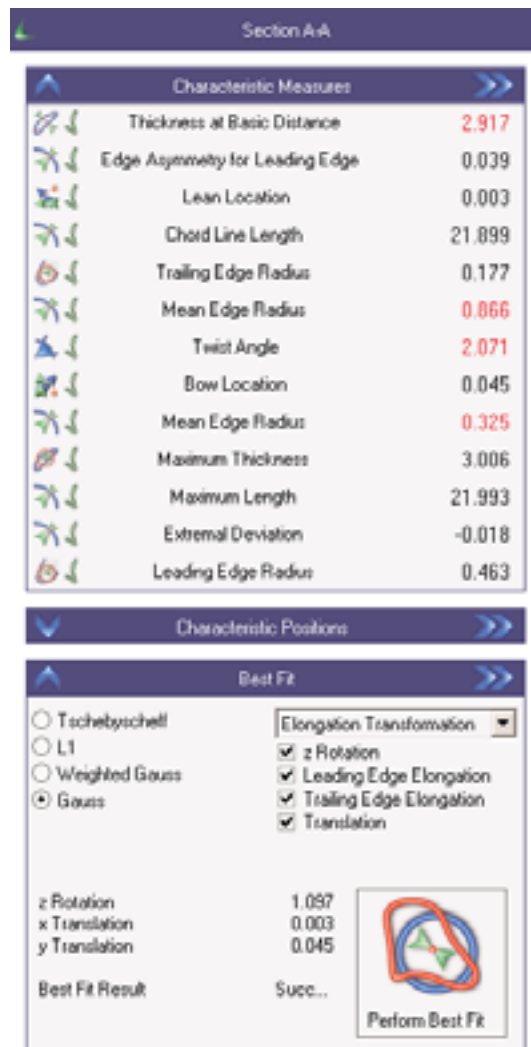 Section A-A
Characteristic Measures
Thickness at Basic Distance 2.917
Edge Asymmetry for Leading Edge 0.039
Lean Location 0.003
Chord Line Length 21.899
Trailing Edge Radius 0.177
Mean Edge Radius 0.866
Twist Angle 2.071
Bow Location 0.045
Mean Edge Radius 0.325
Maximum Thickness 3.006
Maximum Length 21.993
Extremal Deviation -0.018
Leading Edge Radius 0.463
Characteristic Positions
Best Fit
Tschebyscheff Elongation Transformation
L1 z Rotation
Weighted Gauss Leading Edge Elongation
Gauss Trailing Edge Elongation
Translation
z Rotation 1.097
x Translation 0.003
y Translation 0.045
Best Fit Result Succ...
Perform Best Fit